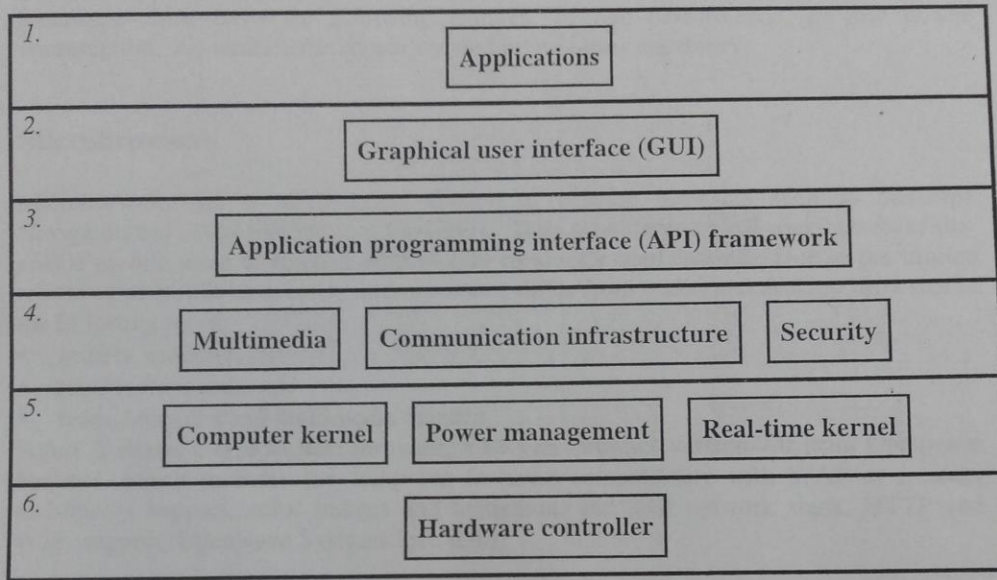 1.
Applications
2.
Graphical user interface (GUI)
3.
Application programming interface (API) framework
4.
Multimedia Communication infrastructure Security
5.
Computer kernel Power management Real-time kernel
6.
Hardware controller